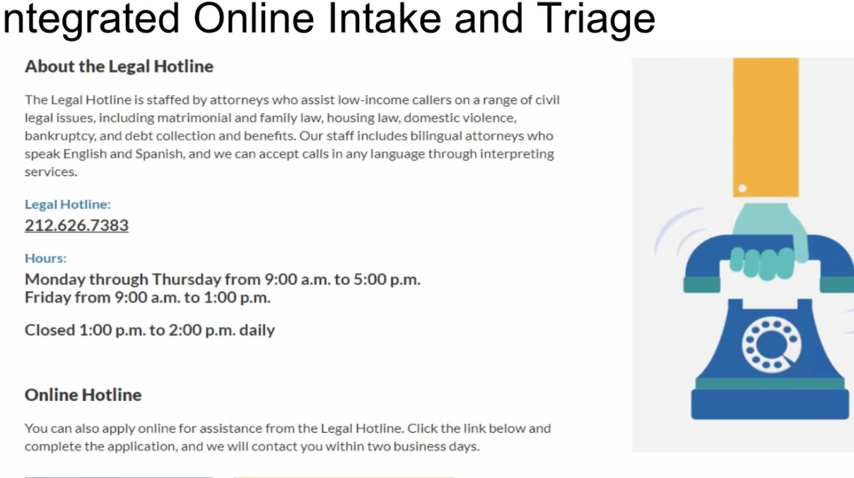 ntegrated Online Intake and Triage
About the Legal Hotline
The Legal Hotline is staffed by attorneys who assist low-income callers on a range of civil
legal issues, including matrimonial and family law, housing law, domestic violence,
bankruptcy, and debt collection and benefits. Our staff includes bilingual attorneys who
speak English and Spanish, and we can accept calls in any language through interpreting
services.
Legal Hotline:
212.626.7383
Hours:
Monday through Thursday from 9:00 a.m. to 5:00 p.m.
Friday from 9:00 a.m. to 1:00 p.m.
Closed 1:00 p.m. to 2:00 p.m. daily
Online Hotline
You can also apply online for assistance from the Legal Hotline. Click the link below and
complete the application, and we will contact you within two business days.